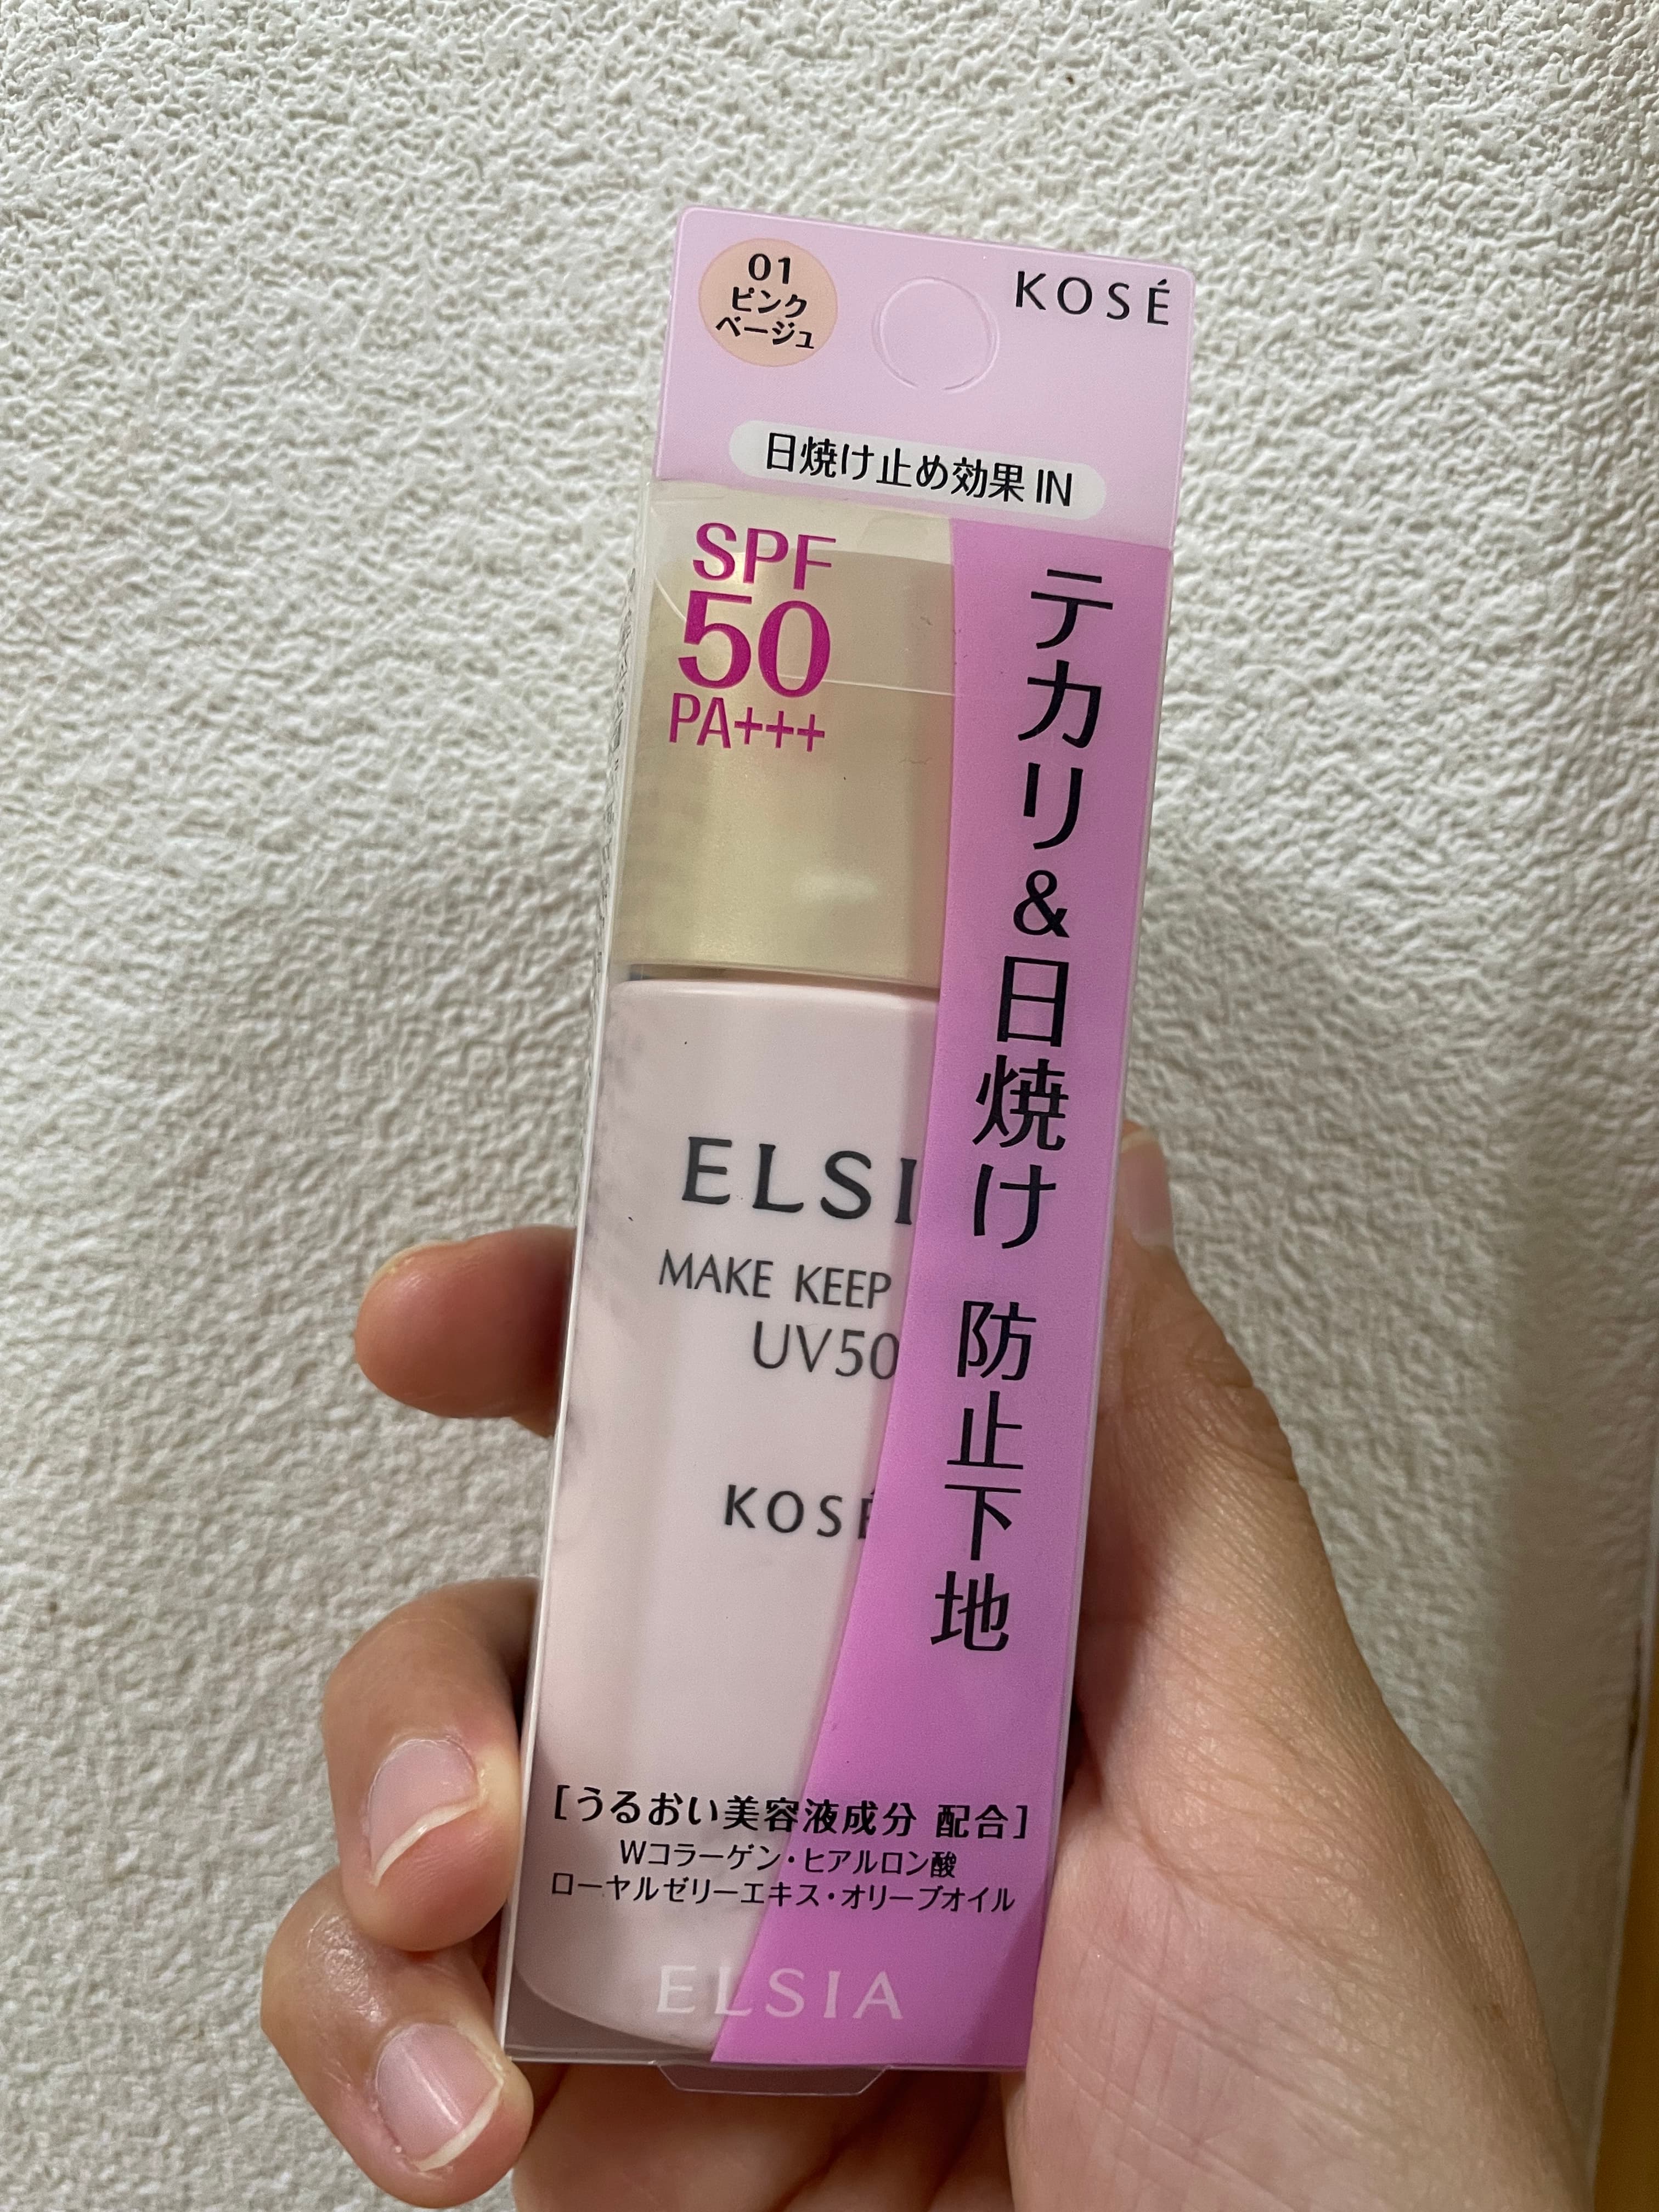 01
ピンク
ベージュ
KOSÉ
日焼け止め効果 IN
SPF
50
PA+++
テカリ&日焼け 防止下地
ELSI
MAKE KEEP
UV50
KOSÉ
[うるおい美容液成分 配合]
Wコラーゲン・ヒアルロン酸
ローヤルゼリーエキス・オリーブオイル
ELSIA